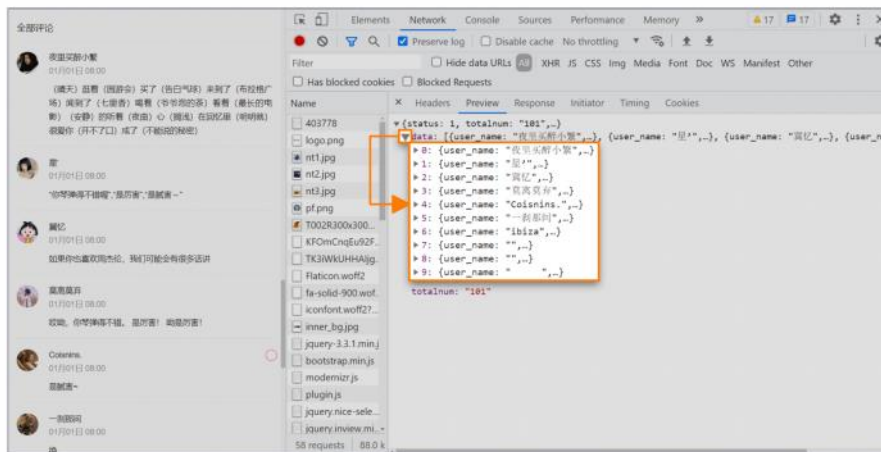 全部评论
夜里买醉小繁
01月01日 08:00
(晴天) 逛着 (园游会) 买了 (告白气球) 来到了 (布拉格广
场) 闻到了 (七里香) 喝着 (爷爷泡的茶) 看着 (最长的电
影) (安静) 的听着 (夜曲) 心 (搁浅) 在回忆里 (明明就)
很爱你 (开不了口) 成了 (不能说的秘密)
星'
01月01日 08:00
"你琴弹得不错喔","是厉害","是腻害~"
翼忆
01月01日 08:00
如果你也喜欢周杰伦，我们可能会有很多话讲
莫离莫弃
01月01日 08:00
哎呦，你琴弹得不错。 是厉害！ 呦是厉害！
Coisnins.
01月01日 08:00
是腻害~
一刹那间
01月01日 08:00
Elements Network Console Sources Performance Memory » 17 17
Preserve log Disable cache No throttling
Filter Hide data URLs All XHR JS CSS Img Media Font Doc WS Manifest Other
Has blocked cookies Blocked Requests
Name × Headers Preview Response Initiator Timing Cookies
403778
logo.png
nt1.jpg
nt2.jpg
nt3.jpg
pf.png
T002R300x300...
KFOmCnqEu92F...
TK3iWkUHHAIjg...
Flaticon.woff2
fa-solid-900.wof...
iconfont.woff2?...
inner_bg.jpg
jquery-3.3.1.min.j
bootstrap.min.js
modernizr.js
plugin.js
jquery.nice-sele...
jquery.inview.mi...
58 requests 88.0 k
▼{status: 1, totalnum: "101",…}
▼data: [{user_name: "夜里买醉小繁",…}, {user_name: "星'",…}, {user_name: "翼忆",…}, {user_n
▶0: {user_name: "夜里买醉小繁",…}
▶1: {user_name: "星'",…}
▶2: {user_name: "翼忆",…}
▶3: {user_name: "莫离莫弃",…}
▶4: {user_name: "Coisnins.",…}
▶5: {user_name: "一刹那间",…}
▶6: {user_name: "ibiza",…}
▶7: {user_name: "",…}
▶8: {user_name: "",…}
▶9: {user_name: " ",…}
totalnum: "101"